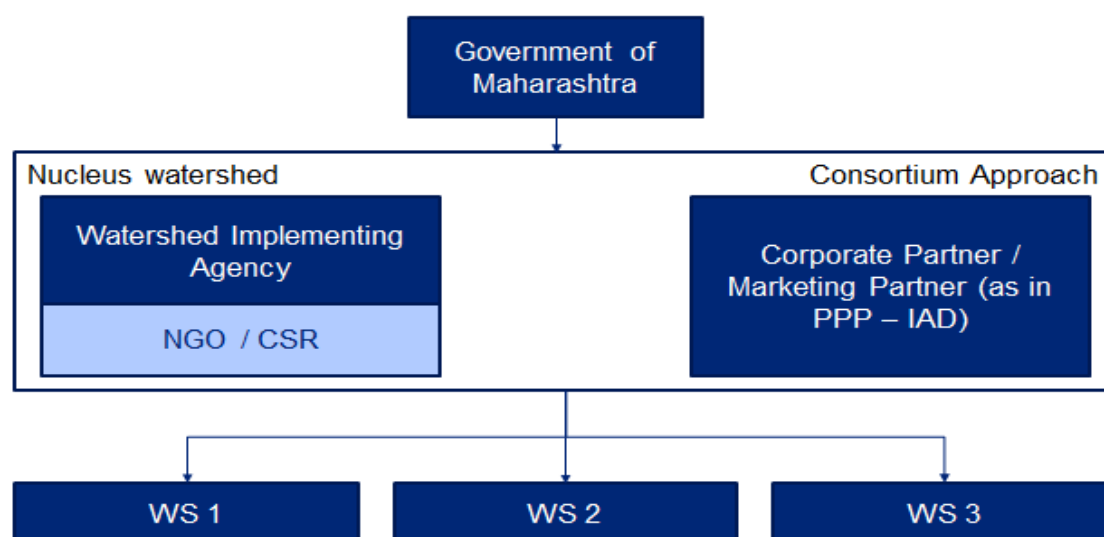 Government of
Maharashtra
Nucleus watershed
Consortium Approach
Watershed Implementing
Agency
NGO / CSR
Corporate Partner /
Marketing Partner (as in
PPP – IAD)
WS 1
WS 2
WS 3